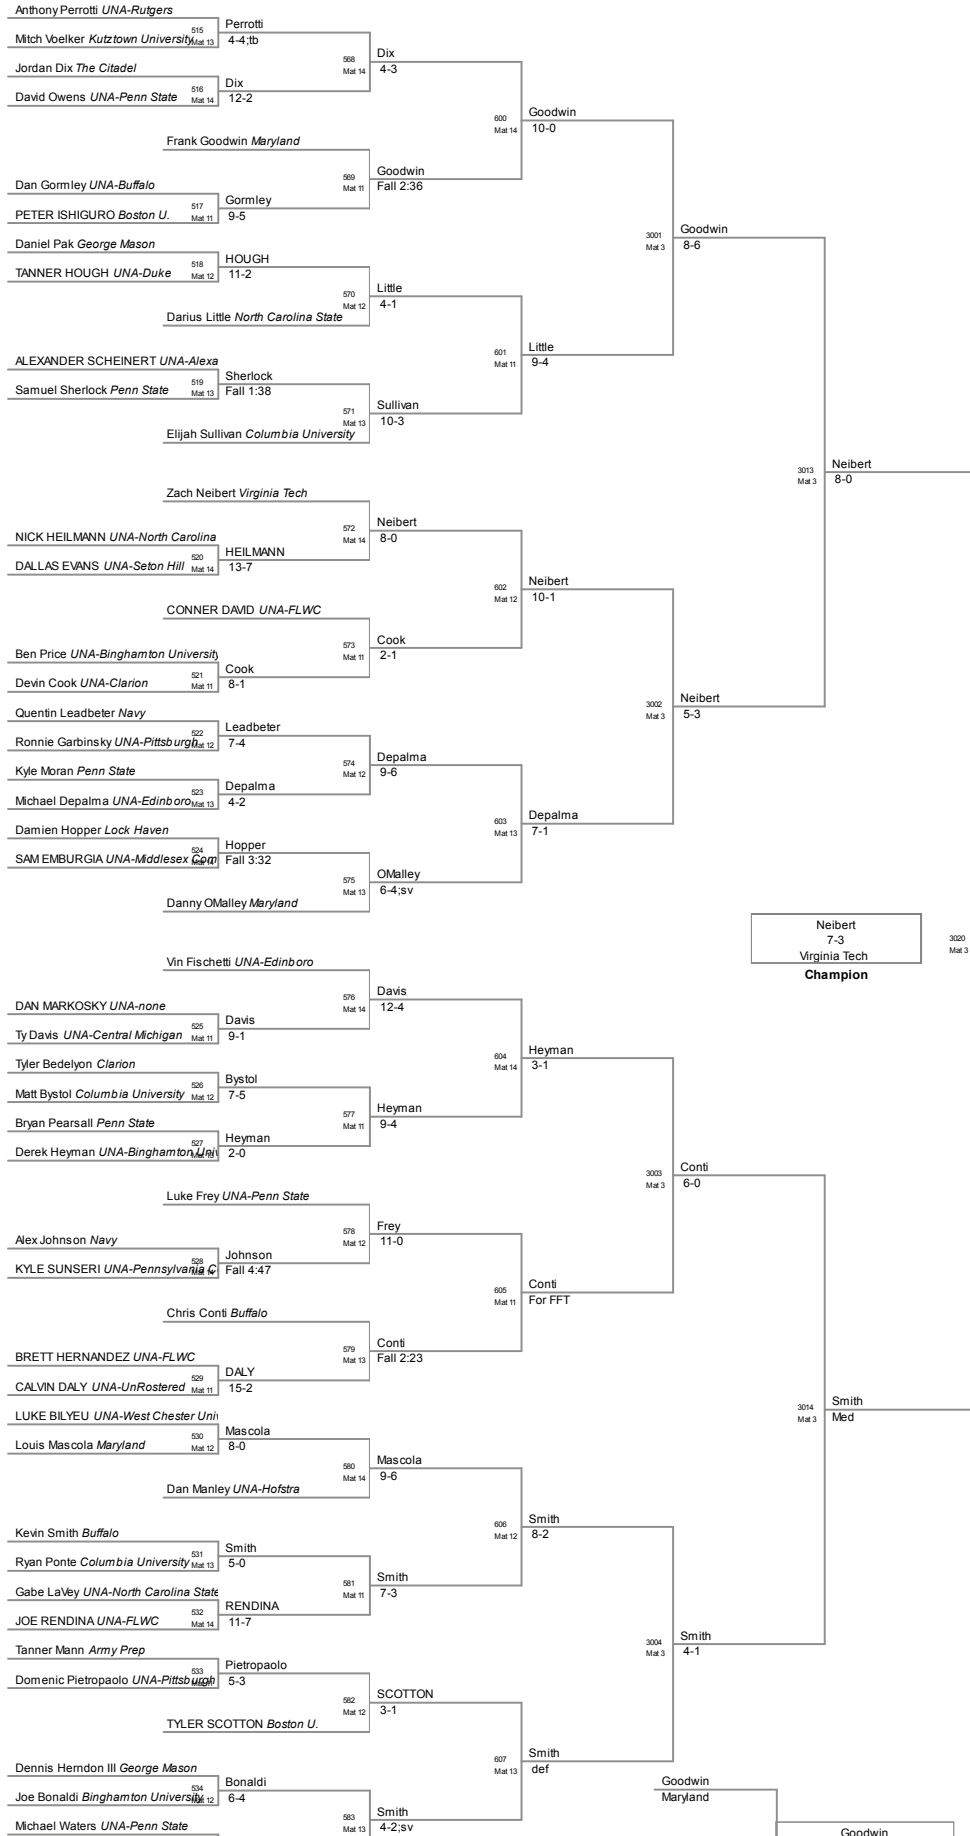 Anthony Perrotti UNA-Rutgers
515 Perrotti
Mitch Voelker Kutztown University Mat 13 4-4;tb
568 Dix
Mat 14 4-3
Jordan Dix The Citadel
516 Dix
David Owens UNA-Penn State Mat 14 12-2
600 Goodwin
Mat 14 10-0
Frank Goodwin Maryland
569 Goodwin
Mat 11 Fall 2:36
Dan Gormley UNA-Buffalo
517 Gormley
PETER ISHIGURO Boston U. Mat 11 9-5
3001 Goodwin
Mat 3 8-6
Daniel Pak George Mason
518 HOUGH
TANNER HOUGH UNA-Duke Mat 12 11-2
570 Little
Mat 12 4-1
Darius Little North Carolina State
601 Little
Mat 11 9-4
ALEXANDER SCHEINERT UNA-Alexa
519 Sherlock
Samuel Sherlock Penn State Mat 13 Fall 1:38
571 Sullivan
Mat 13 10-3
Elijah Sullivan Columbia University
3013 Neibert
Mat 3 8-0
Zach Neibert Virginia Tech
572 Neibert
Mat 14 8-0
NICK HEILMANN UNA-North Carolina
520 HEILMANN
DALLAS EVANS UNA-Seton Hill Mat 14 13-7
602 Neibert
Mat 12 10-1
CONNER DAVID UNA-FLWC
573 Cook
Mat 11 2-1
Ben Price UNA-Binghamton University
521 Cook
Devin Cook UNA-Clarion Mat 11 8-1
3002 Neibert
Mat 3 5-3
Quentin Leadbeter Navy
522 Leadbeter
Ronnie Garbinsky UNA-Pittsburgh Mat 12 7-4
574 Depalma
Mat 12 9-6
Kyle Moran Penn State
523 Depalma
Michael Depalma UNA-Edinboro Mat 13 4-2
603 Depalma
Mat 13 7-1
Damien Hopper Lock Haven
524 Hopper
SAM EMBURGIA UNA-Middlesex Com Fall 3:32
575 OMalley
Mat 13 6-4;sv
Danny OMalley Maryland
Neibert
7-3
Virginia Tech
Champion
3020
Mat 3
Vin Fischetti UNA-Edinboro
576 Davis
Mat 14 12-4
DAN MARKOSKY UNA-none
525 Davis
Ty Davis UNA-Central Michigan Mat 11 9-1
604 Heyman
Mat 14 3-1
Tyler Bedelyon Clarion
526 Bystol
Matt Bystol Columbia University Mat 12 7-5
577 Heyman
Mat 11 9-4
Bryan Pearsall Penn State
527 Heyman
Derek Heyman UNA-Binghamton Univ 2-0
3003 Conti
Mat 3 6-0
Luke Frey UNA-Penn State
578 Frey
Mat 12 11-0
Alex Johnson Navy
528 Johnson
KYLE SUNSERI UNA-Pennsylvania C Fall 4:47
605 Conti
Mat 11 For FFT
Chris Conti Buffalo
579 Conti
Mat 13 Fall 2:23
BRETT HERNANDEZ UNA-FLWC
529 DALY
CALVIN DALY UNA-UnRostered Mat 11 15-2
3014 Smith
Mat 3 Med
LUKE BILYEU UNA-West Chester Univ
530 Mascola
Louis Mascola Maryland Mat 12 8-0
580 Mascola
Mat 14 9-6
Dan Manley UNA-Hofstra
606 Smith
Mat 12 8-2
Kevin Smith Buffalo
531 Smith
Ryan Ponte Columbia University Mat 13 5-0
581 Smith
Mat 11 7-3
Gabe LaVey UNA-North Carolina State
532 RENDINA
JOE RENDINA UNA-FLWC Mat 14 11-7
3004 Smith
Mat 3 4-1
Tanner Mann Army Prep
533 Pietropaolo
Domenic Pietropaolo UNA-Pittsburgh 5-3
582 SCOTTON
Mat 12 3-1
TYLER SCOTTON Boston U.
607 Smith
Mat 13 def
Dennis Herndon III George Mason
534 Bonaldi
Joe Bonaldi Binghamton University Mat 12 6-4
583 Smith
Mat 13 4-2;sv
Michael Waters UNA-Penn State
Goodwin
Maryland
Goodwin